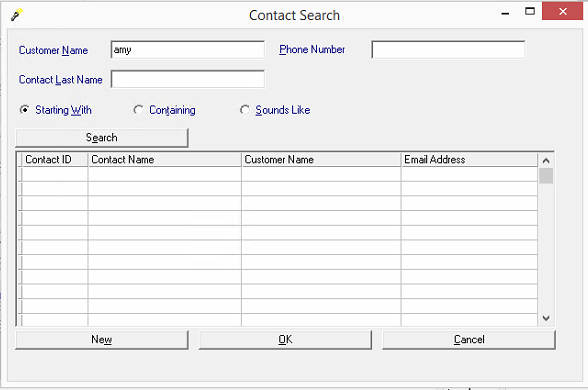 Contact Search
Customer Name amy Phone Number
Contact Last Name
Starting With Containing Sounds Like
Search
Contact ID Contact Name Customer Name Email Address
New OK Cancel